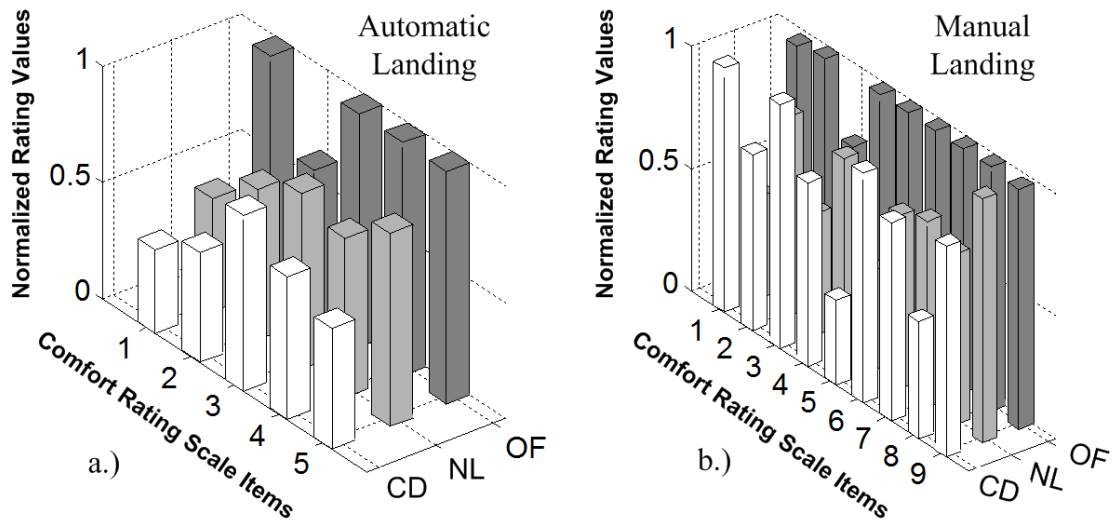 Automatic
Landing
Normalized Rating Values
1
0.5
0
1
2
3
4
5
Comfort Rating Scale Items
CD
NL
OF
a.)
Manual
Landing
Normalized Rating Values
1
0.5
0
1
2
3
4
5
6
7
8
9
Comfort Rating Scale Items
CD
NL
OF
b.)